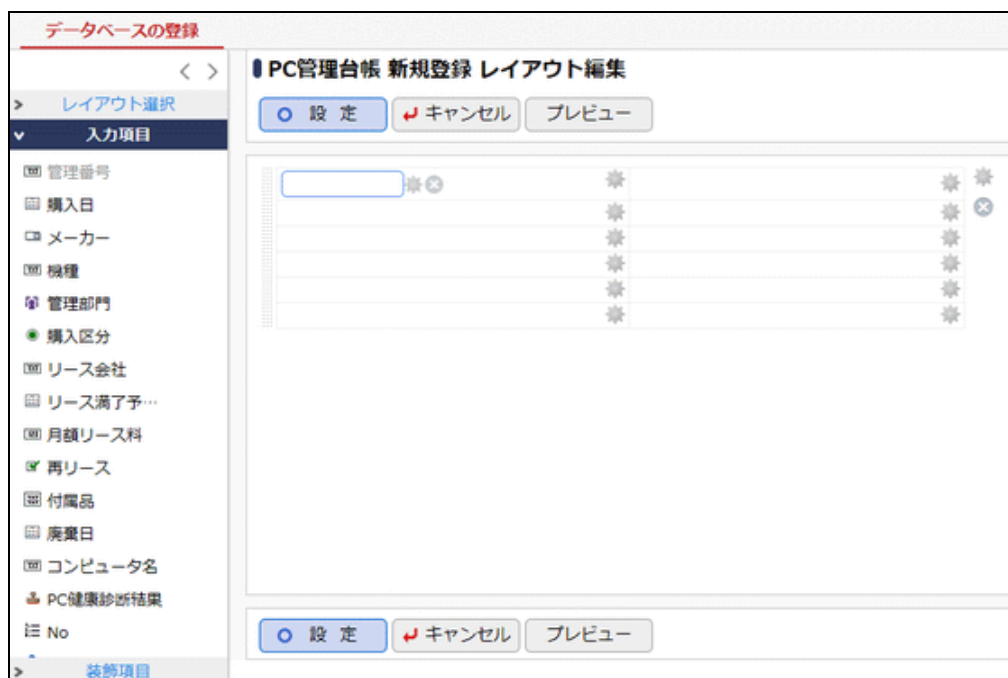 データベースの登録
レイアウト選択
入力項目
管理番号
購入日
メーカー
機種
管理部門
購入区分
リース会社
リース満了予…
月額リース料
再リース
付属品
廃棄日
コンピュータ名
PC健康診断結果
No
装飾項目
PC管理台帳 新規登録 レイアウト編集
設 定 キャンセル プレビュー
設 定 キャンセル プレビュー